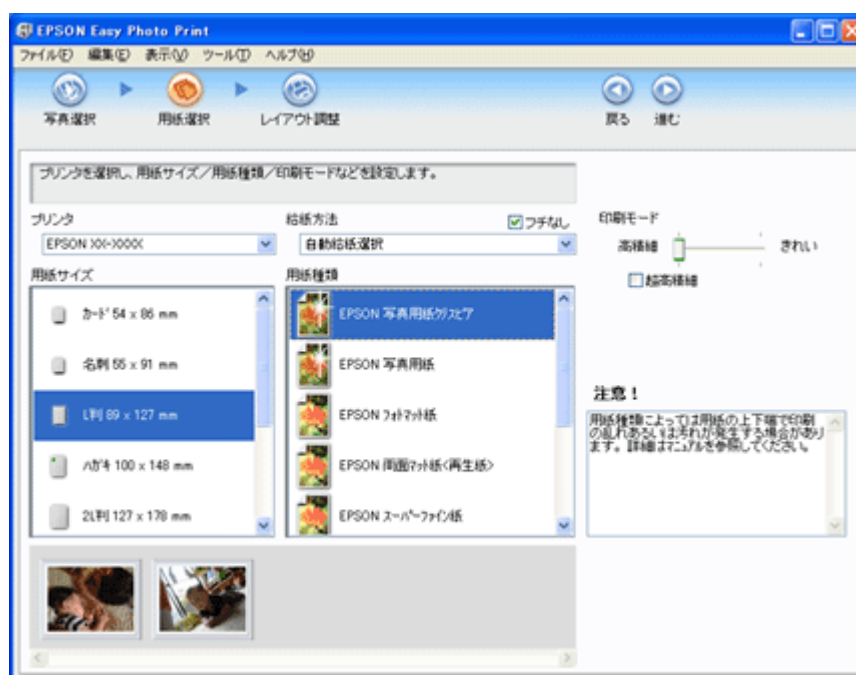 EPSON Easy Photo Print
ファイル(F) 編集(E) 表示(V) ツール(T) ヘルプ(H)
写真選択 用紙選択 レイアウト調整 戻る 進む
プリンタを選択し、用紙サイズ/用紙種類/印刷モードなどを設定します。
プリンタ
EPSON XX-XXXX
給紙方法
フチなし
自動給紙選択
印刷モード
高精細 きれい
超高精細
用紙サイズ
カード 54 x 86 mm
名刺 55 x 91 mm
L判 89 x 127 mm
ハガキ 100 x 148 mm
2L判 127 x 178 mm
用紙種類
EPSON 写真用紙クリスピア
EPSON 写真用紙
EPSON フォトマット紙
EPSON 両面マット紙<再生紙>
EPSON スーパーファイン紙
注意!
用紙種類によっては用紙の上下端で印刷
の乱れあるいは汚れが発生する場合があり
ます。詳細はマニュアルを参照してください。